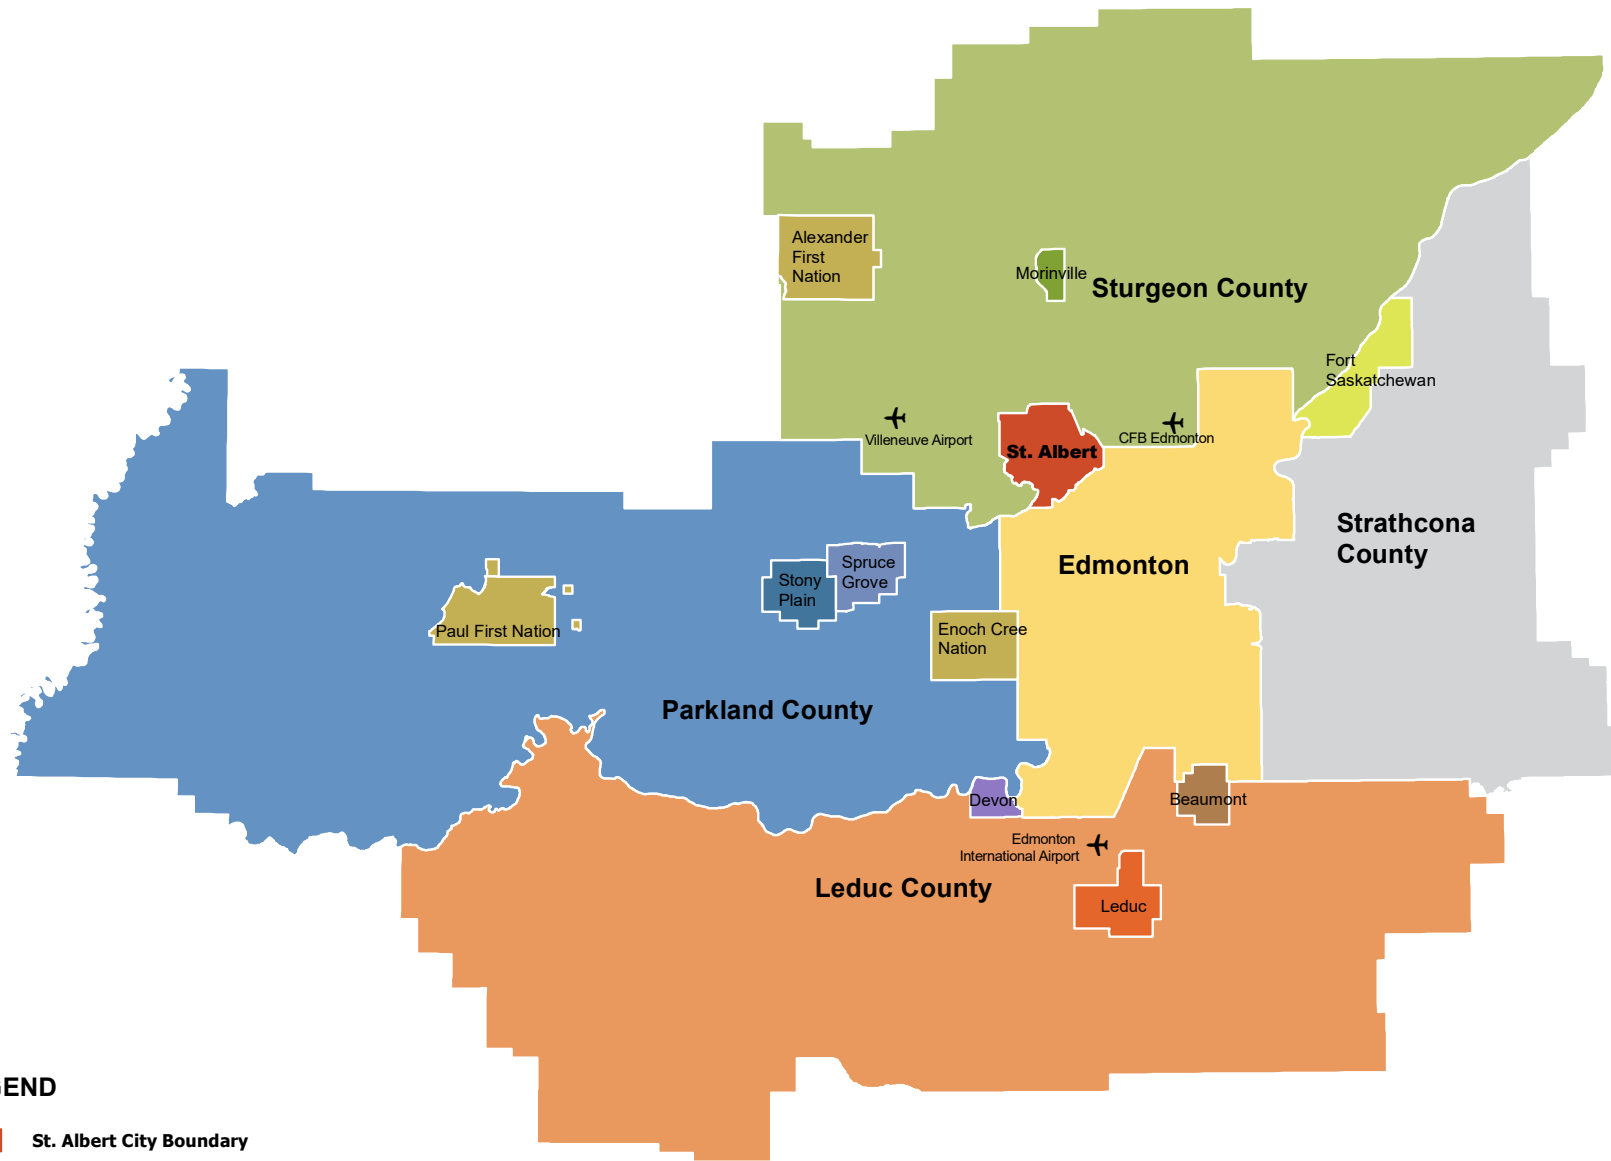 Alexander
First
Nation
Morinville
Sturgeon County
Fort
Saskatchewan
Villeneuve Airport
CFB Edmonton
St. Albert
Strathcona
County
Edmonton
Spruce
Grove
Stony
Plain
Paul First Nation
Enoch Cree
Nation
Parkland County
Devon
Beaumont
Edmonton
International Airport
Leduc County
Leduc
END
St. Albert City Boundary